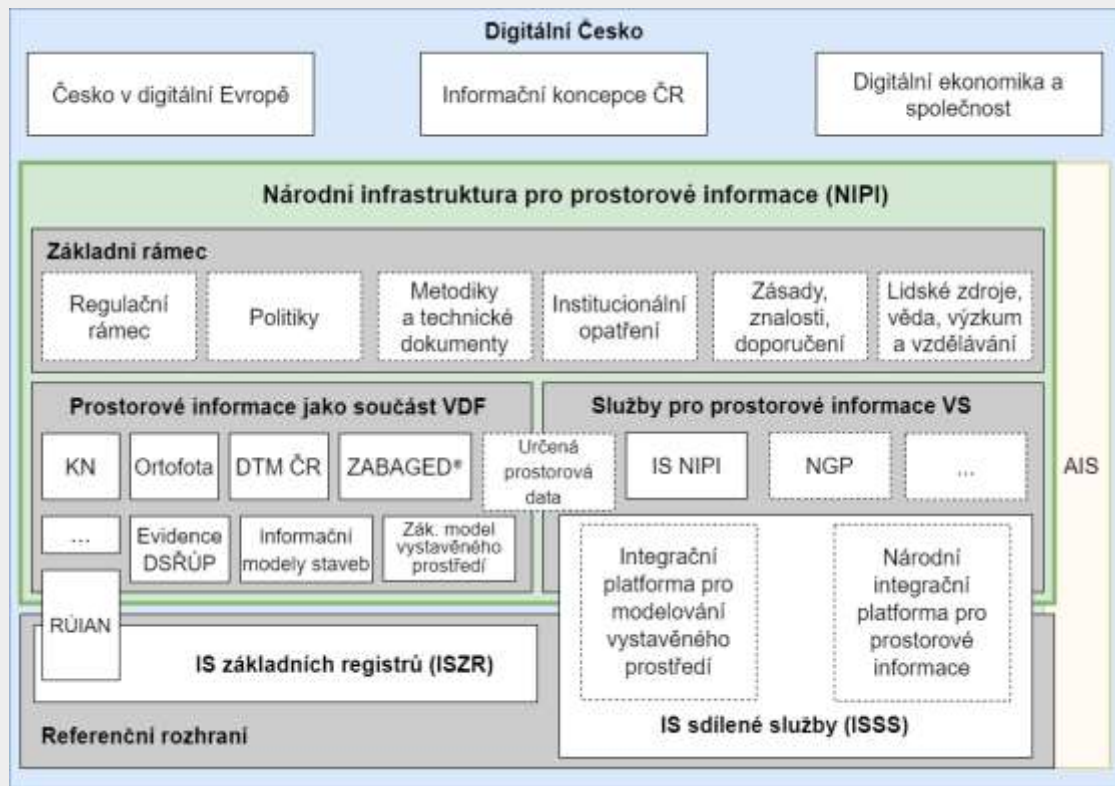 Digitální Česko
Česko v digitální Evropě
Informační koncepce ČR
Digitální ekonomika a
společnost
Národní infrastruktura pro prostorové informace (NIPI)
Základní rámec
Regulační
rámec
Politiky
Metodiky
a technické
dokumenty
Institucionální
opatření
Zásady,
znalosti,
doporučení
Lidské zdroje,
věda, výzkum
a vzdělávání
Prostorové informace jako součást VDF
KN
Ortofota
DTM ČR
ZABAGED®
Určená
prostorová
data
...
Evidence
DSŘÚP
Informační
modely staveb
Zák. model
vystavěného
prostředí
RÚIAN
Služby pro prostorové informace VS
IS NIPI
NGP
...
AIS
Integrační
platforma pro
modelování
vystavěného
prostředí
Národní
integrační
platforma pro
prostorové
informace
IS základních registrů (ISZR)
IS sdílené služby (ISSS)
Referenční rozhraní